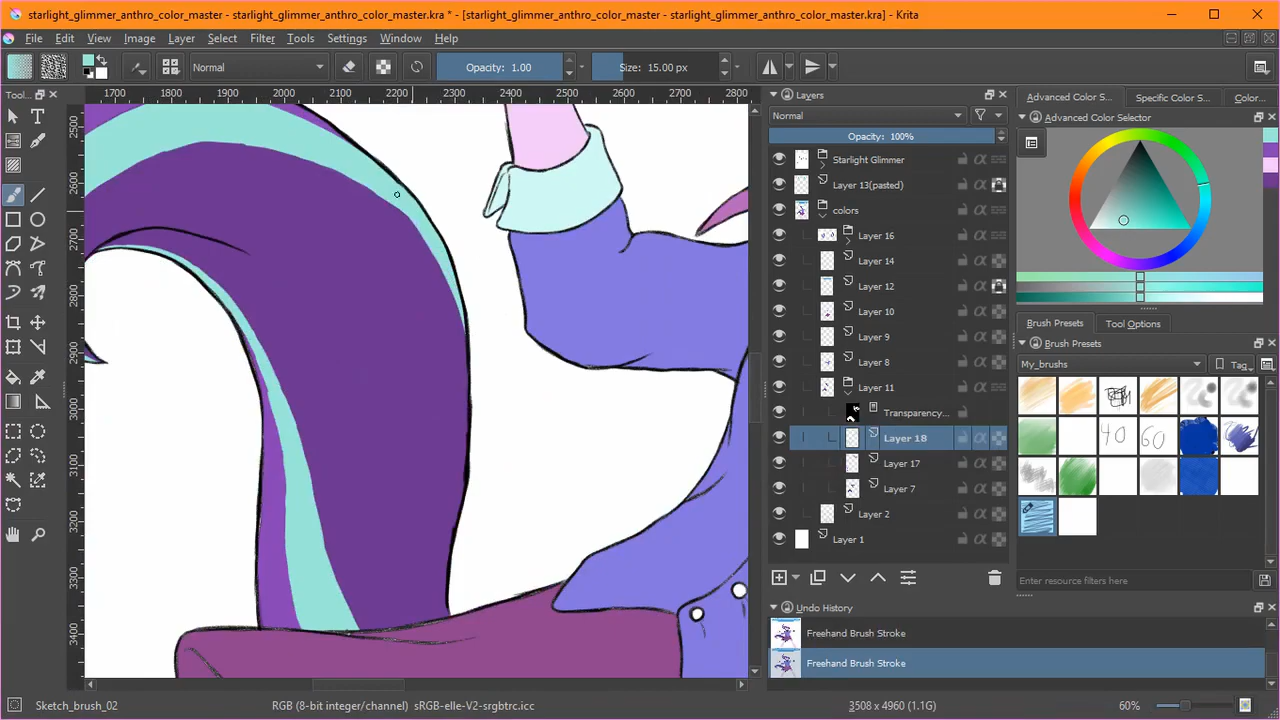 starlight_glimmer_anthro_color_master - starlight_glimmer_anthro_color_master.kra * - [starlight_glimmer_anthro_color_master - starlight_glimmer_anthro_color_master.kra] - Krita
File Edit View Image Layer Select Filter Tools Settings Window Help
Normal Opacity: 1.00 Size: 15.00 px
Tool...
1700 1800 1900 2000 2100 2200 2300 2400 2500 2600 2700 2800
2500
2600
2700
2800
2900
3000
3100
3200
3300
3400
Layers
Normal
Opacity: 100%
Starlight Glimmer
Layer 13(pasted)
colors
Layer 16
Layer 14
Layer 12
Layer 10
Layer 9
Layer 8
Layer 11
Transparency...
Layer 18
Layer 17
Layer 7
Layer 2
Layer 1
Undo History
Freehand Brush Stroke
Freehand Brush Stroke
Advanced Color S... Specific Color S... Color...
Advanced Color Selector
Brush Presets Tool Options
Brush Presets
My_brushs Tag
40 60
Enter resource filters here
Sketch_brush_02 RGB (8-bit integer/channel) sRGB-elle-V2-srgbtrc.icc 3508 x 4960 (1.1G) 60%